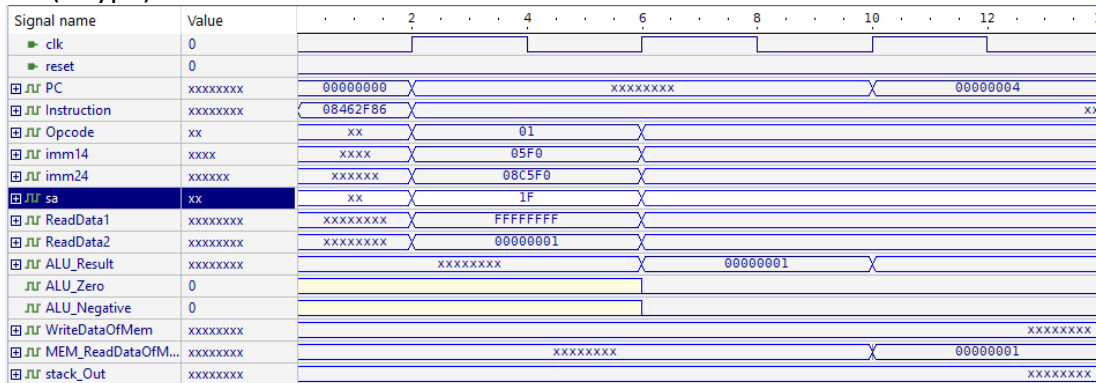 Signal name Value 2 4 6 8 10 12
clk 0
reset 0
PC xxxxxxxx 00000000 xxxxxxxx 00000004
Instruction xxxxxxxx 08462F86 xx
Opcode xx xx 01
imm14 xxxx xxxx 05F0
imm24 xxxxxx xxxxxx 08C5F0
sa xx xx 1F
ReadData1 xxxxxxxx xxxxxxxx FFFFFFFF
ReadData2 xxxxxxxx xxxxxxxx 00000001
ALU_Result xxxxxxxx xxxxxxxx 00000001
ALU_Zero 0
ALU_Negative 0
WriteDataOfMem xxxxxxxx xxxxxxxx
MEM_ReadDataOfM... xxxxxxxx xxxxxxxx 00000001
stack_Out xxxxxxxx xxxxxxxx